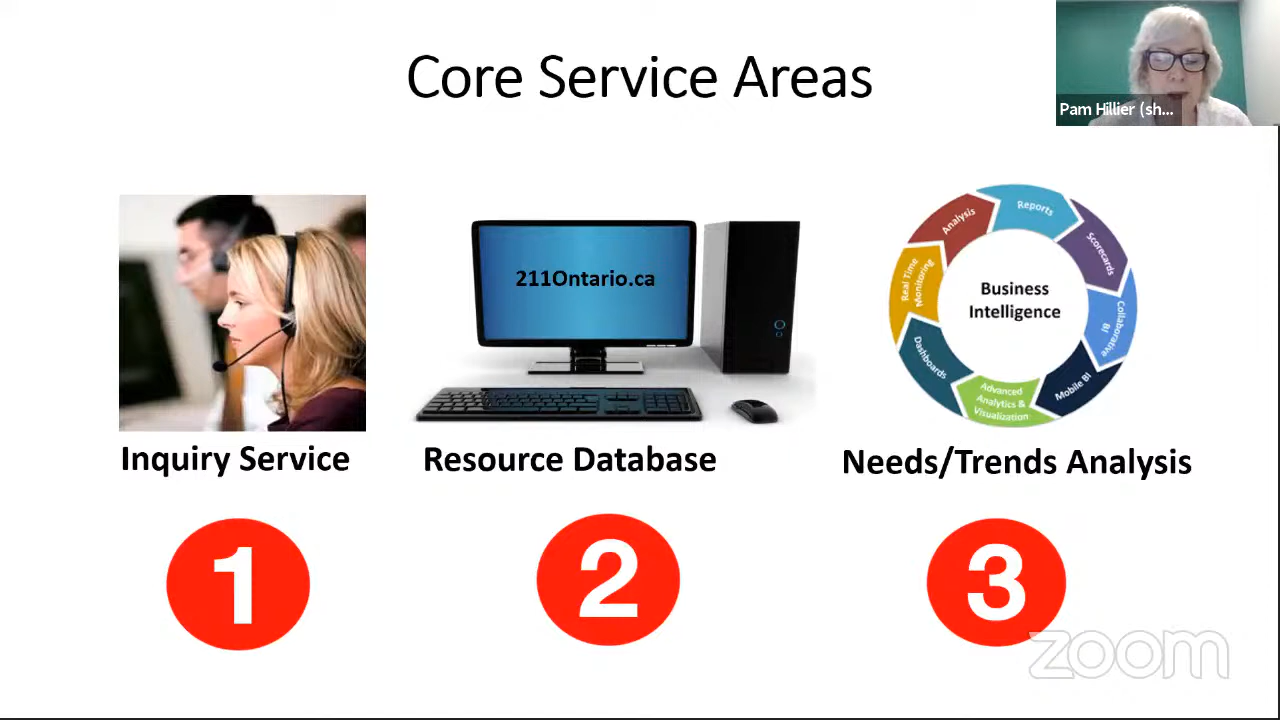 Core Service Areas
Pam Hillier (sh...
211Ontario.ca
Analysis
Reports
Scorecards
Collaborative
BI
Mobile BI
Advanced
Analytics &
Visualization
Dashboards
Real Time
Monitoring
Business
Intelligence
Inquiry Service
Resource Database
Needs/Trends Analysis
1
2
3
zoom